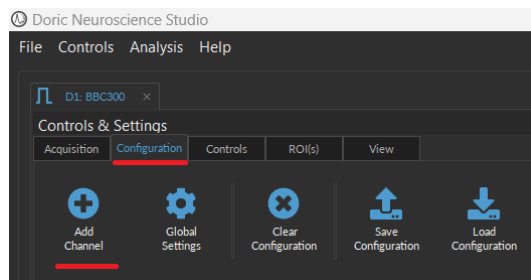 Doric Neuroscience Studio
File Controls Analysis Help
D1: BBC300 ×
Controls & Settings
Acquisition Configuration Controls ROI(s) View
Add Channel
Global Settings
Clear Configuration
Save Configuration
Load Configuration